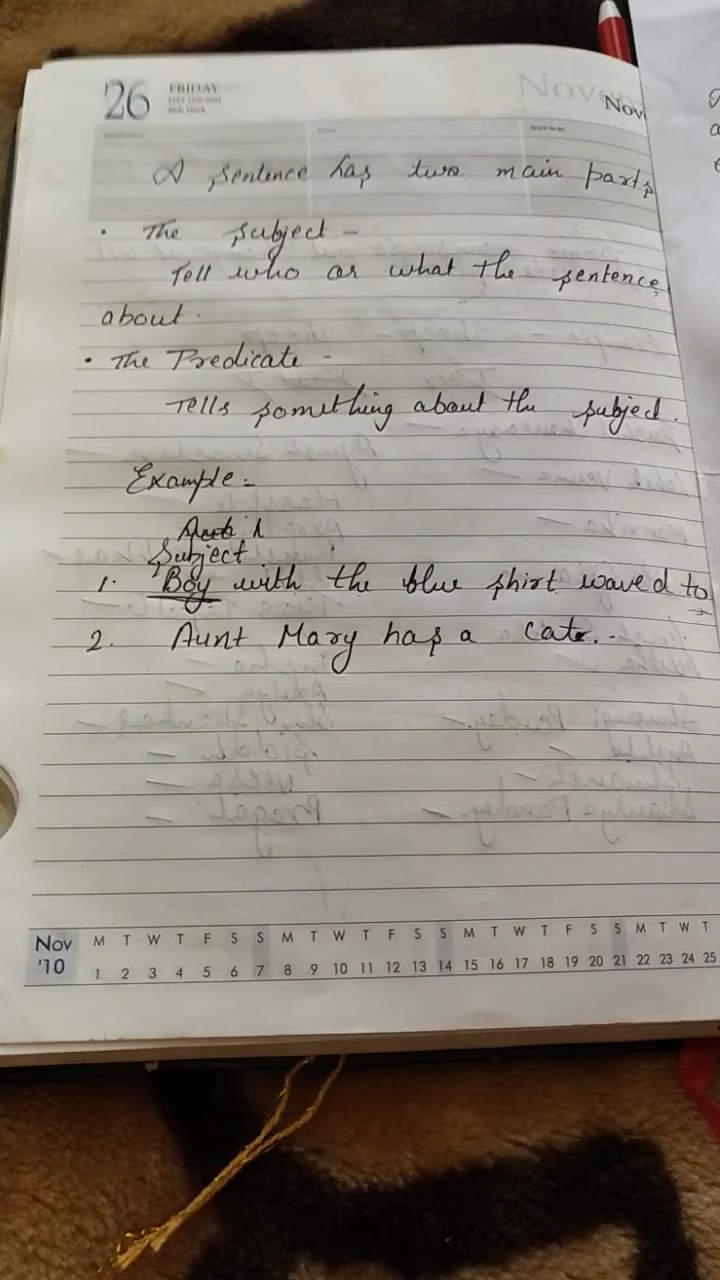 26 FRIDAY
Nov
A sentence has two main parts
• The subject -
Tell who or what the sentence
about.
• The Predicate -
Tells something about the subject.
Example -
Subject
1. Boy with the blue shirt waved to
2. Aunt Mary has a cat.
Nov M T W T F S S M T W T F S S M T W T F S S M T W T
'10 1 2 3 4 5 6 7 8 9 10 11 12 13 14 15 16 17 18 19 20 21 22 23 24 25